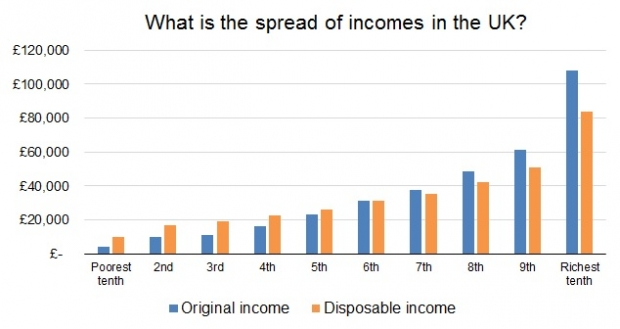 What is the spread of incomes in the UK?
£120,000
£100,000
£80,000
£60,000
£40,000
£20,000
£-
Poorest tenth
2nd
3rd
4th
5th
6th
7th
8th
9th
Richest tenth
Original income
Disposable income